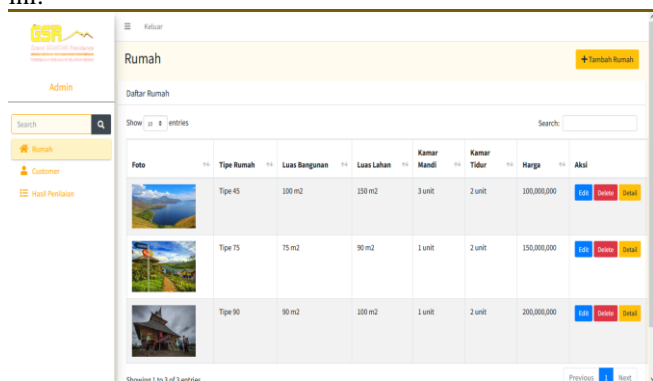 GSR
☰ Keluar
Rumah
+ Tambah Rumah
Admin
Daftar Rumah
Search
Show 10 entries
Search:
Rumah
Customer
Hasil Penilaian
Foto Tipe Rumah Luas Bangunan Luas Lahan Kamar Mandi Kamar Tidur Harga Aksi
Tipe 45 100 m2 150 m2 3 unit 2 unit 100,000,000 Edit Delete Detail
Tipe 75 75 m2 90 m2 1 unit 2 unit 150,000,000 Edit Delete Detail
Tipe 90 90 m2 100 m2 1 unit 2 unit 200,000,000 Edit Delete Detail
Showing 1 to 3 of 3 entries
Previous 1 Next